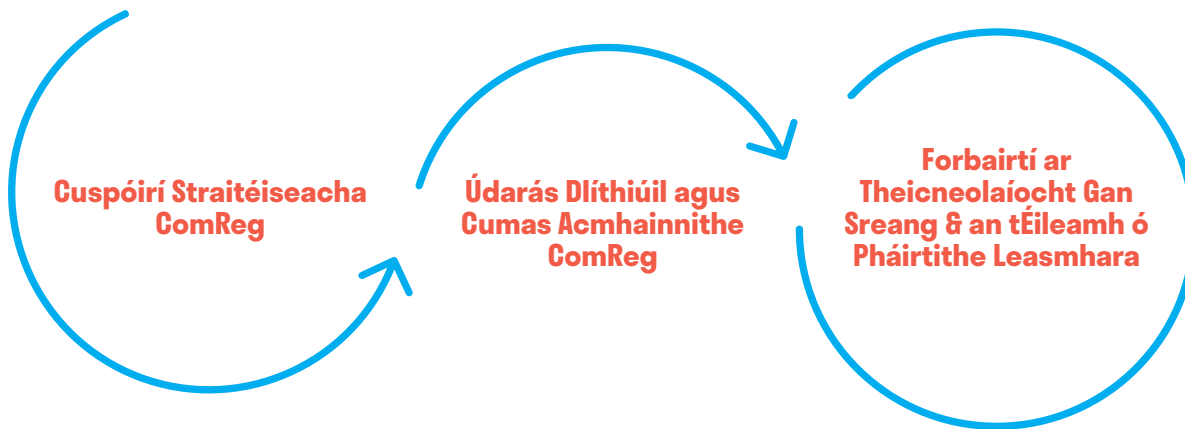 Cuspóirí Straitéiseacha
ComReg
Údarás Dlíthiúil agus
Cumas Acmhainnithe
ComReg
Forbairtí ar
Theicneolaíocht Gan
Sreang & an tÉileamh ó
Pháirtithe Leasmhara